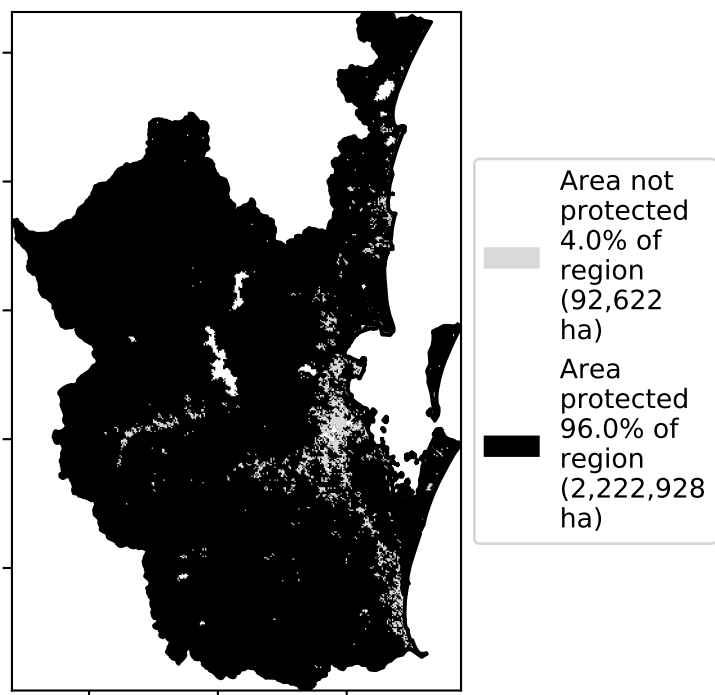 Area not
protected
4.0% of
region
(92,622
ha)
Area
protected
96.0% of
region
(2,222,928
ha)